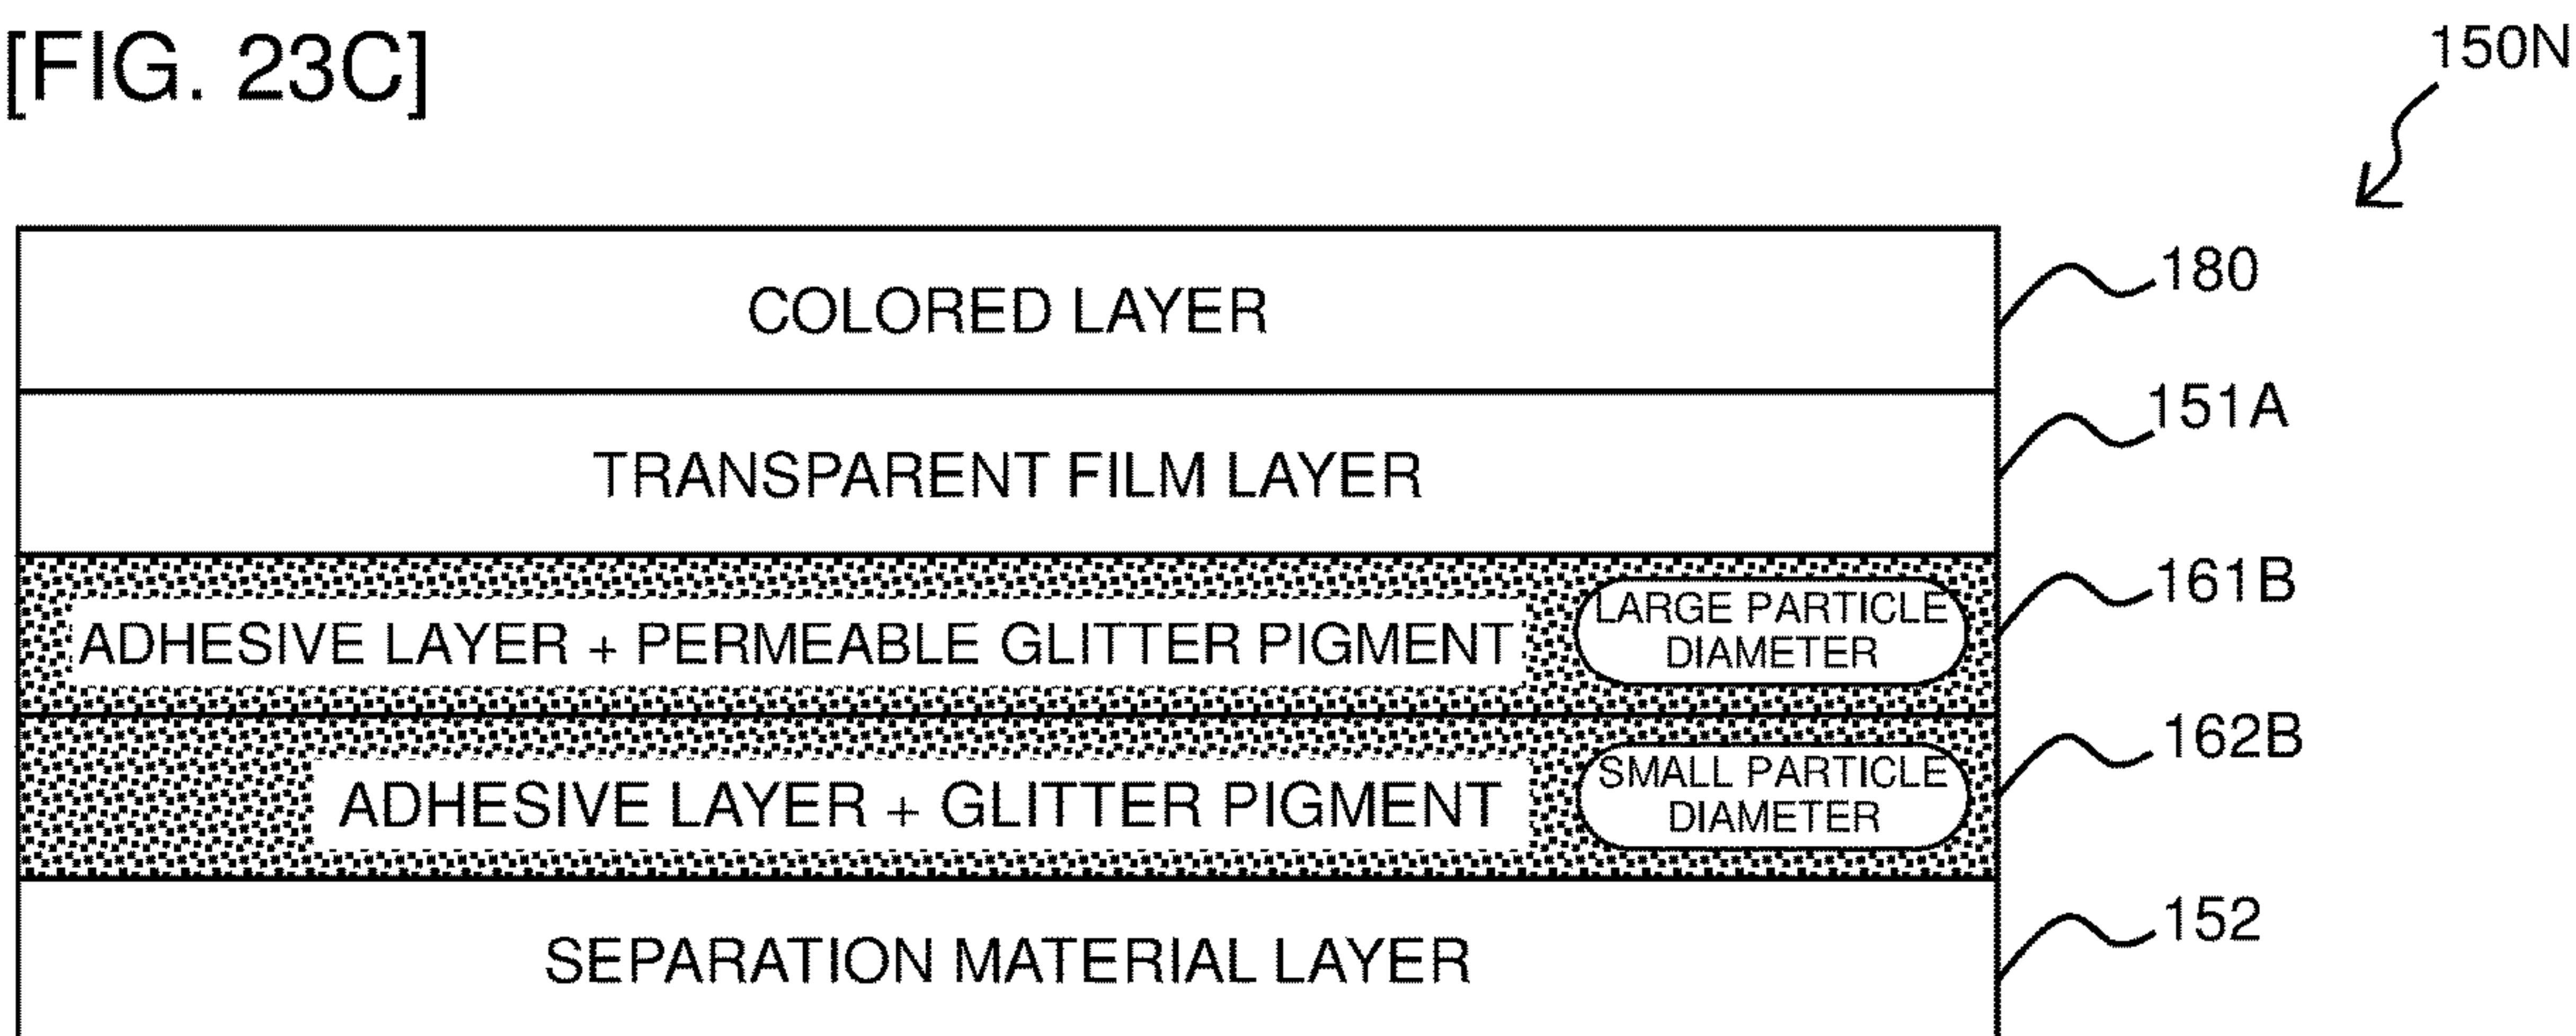 [FIG. 23C]
150N
COLORED LAYER
180
TRANSPARENT FILM LAYER
151A
ADHESIVE LAYER + PERMEABLE GLITTER PIGMENT
LARGE PARTICLE
DIAMETER
161B
ADHESIVE LAYER + GLITTER PIGMENT
SMALL PARTICLE
DIAMETER
162B
SEPARATION MATERIAL LAYER
152